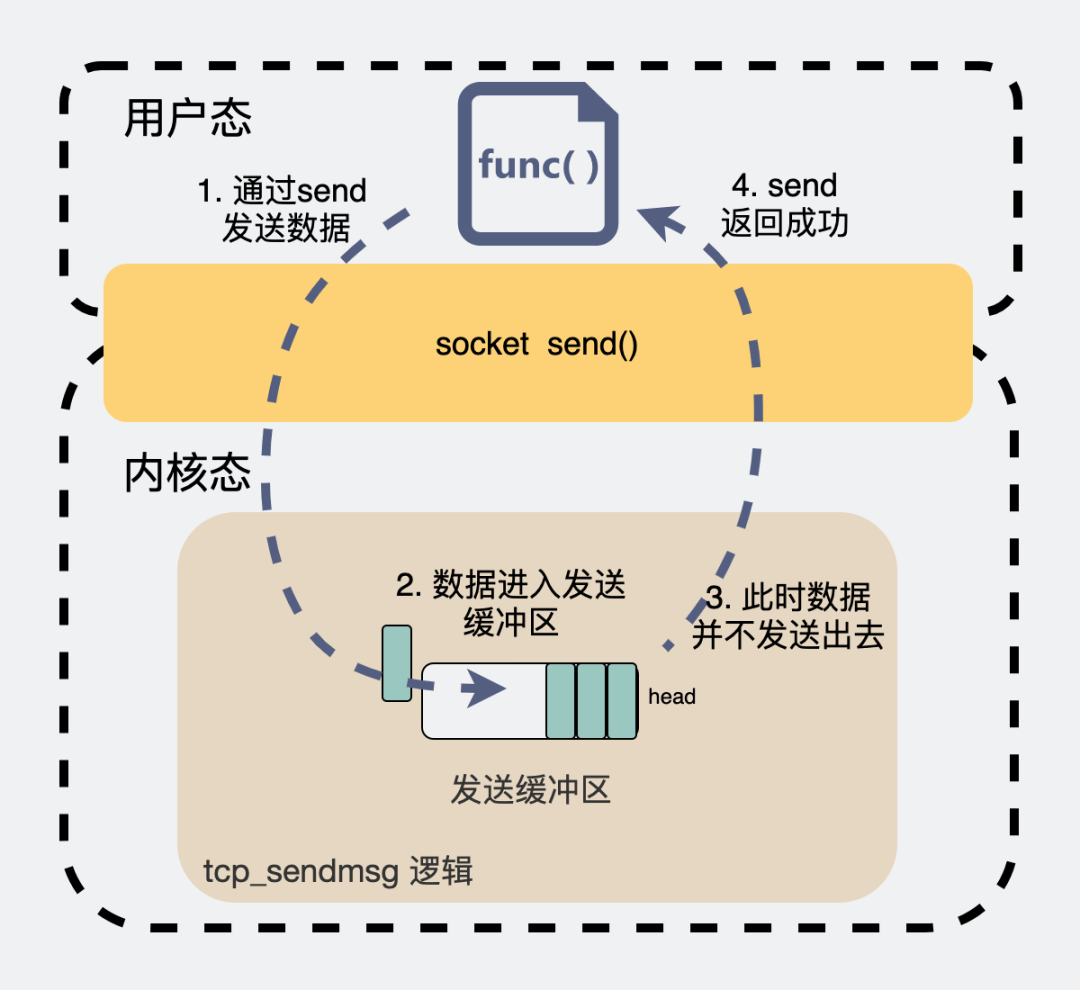 用户态
func( )
1. 通过send
发送数据
4. send
返回成功
socket send()
内核态
2. 数据进入发送
缓冲区
3. 此时数据
并不发送出去
head
发送缓冲区
tcp_sendmsg 逻辑